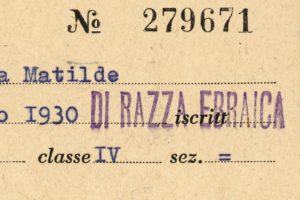 No 279671
a Matilde
o 1930 DI RAZZA EBRAICA iscritt
classe IV sez. =